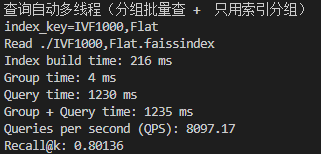 查询自动多线程（分组批量查 + 只用索引分组）
index_key=IVF1000,Flat
Read ./IVF1000,Flat.faissindex
Index build time: 216 ms
Group time: 4 ms
Query time: 1230 ms
Group + Query time: 1235 ms
Queries per second (QPS): 8097.17
Recall@k: 0.80136